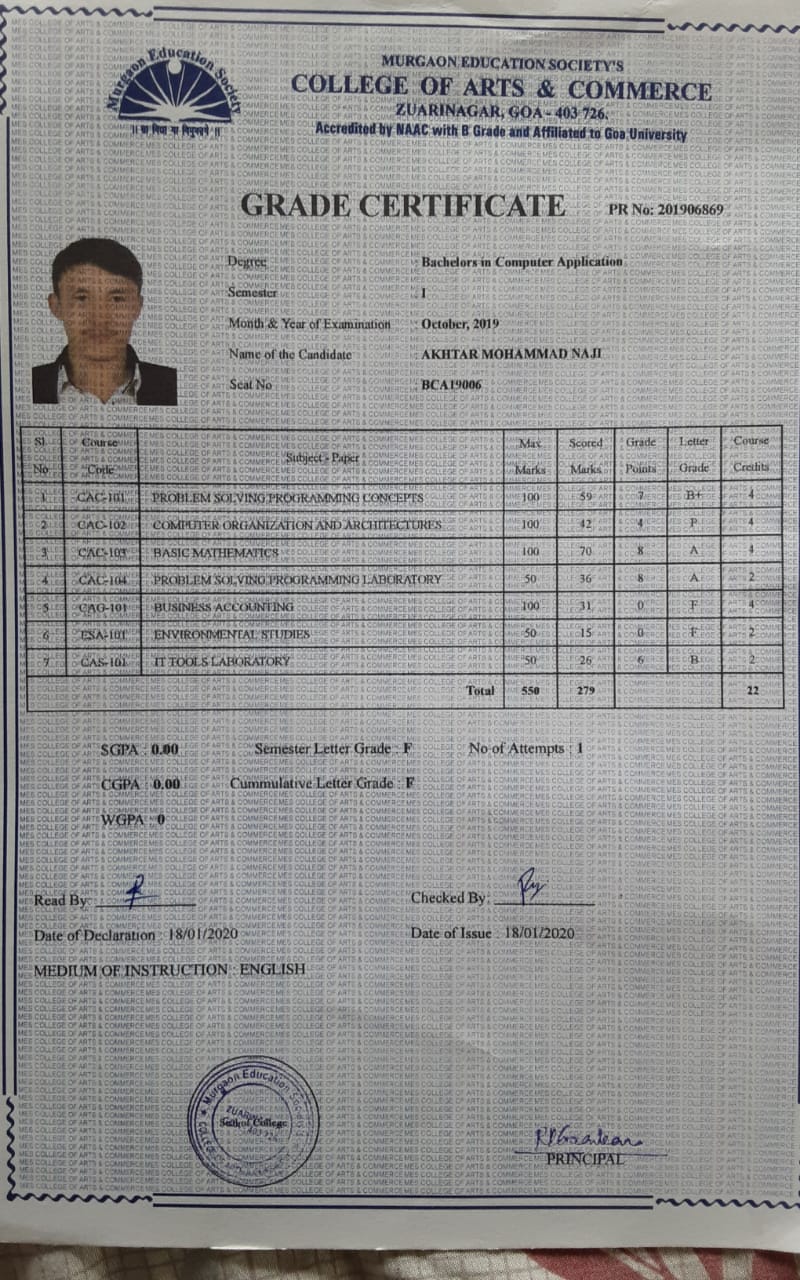 Murgaon Education Society
MURGAON EDUCATION SOCIETY'S
COLLEGE OF ARTS & COMMERCE
ZUARINAGAR, GOA - 403 726.
Accredited by NAAC with B Grade and Affiliated to Goa University
GRADE CERTIFICATE PR No: 201906869
Degree : Bachelors in Computer Application
Semester : I
Month & Year of Examination : October, 2019
Name of the Candidate : AKHTAR MOHAMMAD NAJI
Seat No : BCA19006
Sl. No Course Code Subject - Paper Max Marks Scored Marks Grade Points Letter Grade Course Credits
1 CAC-101 PROBLEM SOLVING PROGRAMMING CONCEPTS 100 59 7 B+ 4
2 CAC-102 COMPUTER ORGANIZATION AND ARCHITECTURES 100 42 4 P 4
3 CAC-103 BASIC MATHEMATICS 100 70 8 A 4
4 CAC-104 PROBLEM SOLVING PROGRAMMING LABORATORY 50 36 8 A 2
5 CAG-101 BUSINESS ACCOUNTING 100 31 0 F 4
6 ESA-101 ENVIRONMENTAL STUDIES 50 15 0 F 2
7 CAS-101 IT TOOLS LABORATORY 50 26 6 B 2
Total 550 279 22
SGPA : 0.00 Semester Letter Grade : F No of Attempts : 1
CGPA : 0.00 Cummulative Letter Grade : F
WGPA : 0
Read By: Checked By:
Date of Declaration : 18/01/2020 Date of Issue : 18/01/2020
MEDIUM OF INSTRUCTION : ENGLISH
Murgaon Education Society
ZUARINAGAR
Seal of College
403 726
PRINCIPAL